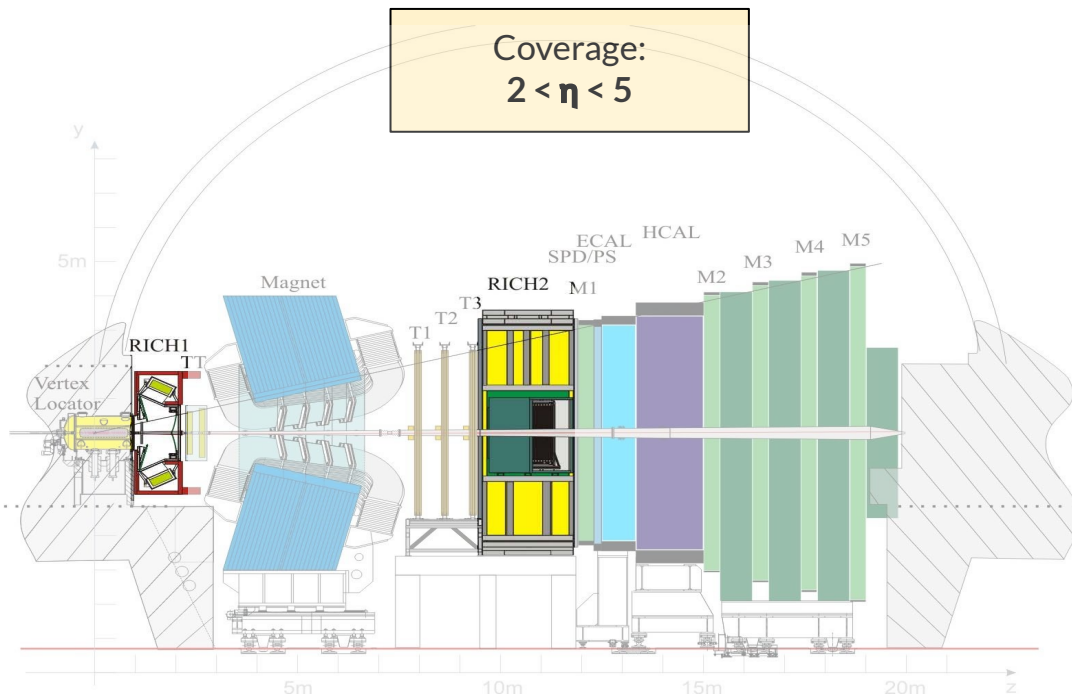 Coverage:
2 < η < 5
y
5m
Vertex
Locator
RICH1
TT
Magnet
T1
T2
T3
RICH2
M1
SPD/PS
ECAL
HCAL
M2
M3
M4
M5
5m
10m
15m
20m
z